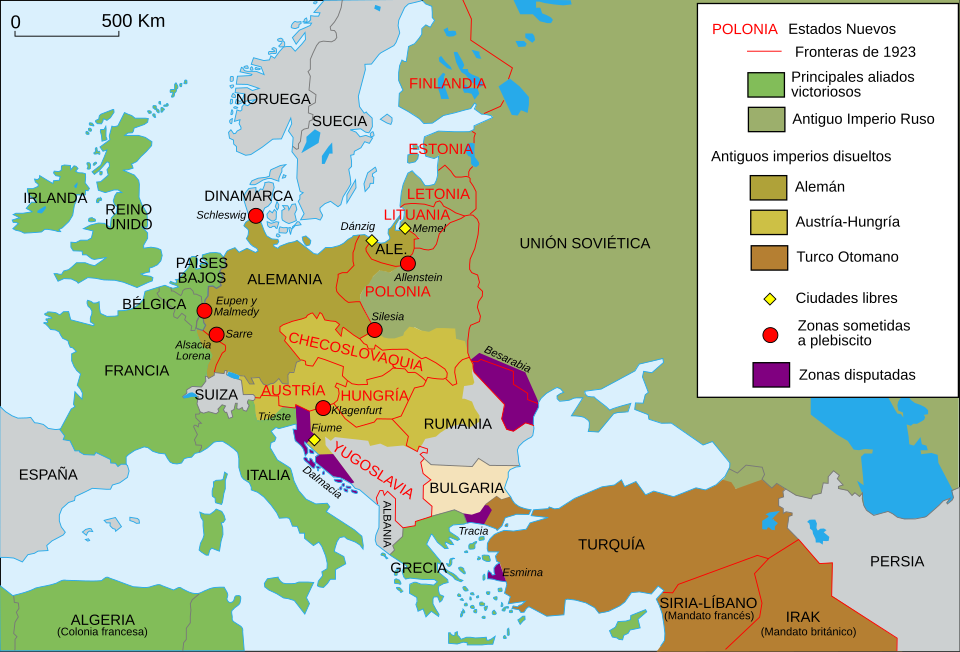 0
500 Km
POLONIA
Estados Nuevos
Fronteras de 1923
Principales aliados
victoriosos
Antiguo Imperio Ruso
Antiguos imperios disueltos
Alemán
Austría-Hungría
Turco Otomano
Ciudades libres
Zonas sometidas
a plebiscito
Zonas disputadas
FINLANDIA
NORUEGA
SUECIA
ESTONIA
LETONIA
LITUANIA
Memel
IRLANDA
REINO
UNIDO
DINAMARCA
Schleswig
Dánzig
ALE.
Allenstein
UNIÓN SOVIÉTICA
PAÍSES
BAJOS
ALEMANIA
POLONIA
BÉLGICA
Eupen y
Malmedy
Silesia
Sarre
Alsacia
Lorena
CHECOSLOVAQUIA
Besarabia
FRANCIA
SUIZA
AUSTRÍA
HUNGRÍA
Klagenfurt
Trieste
Fiume
RUMANIA
YUGOSLAVIA
ESPAÑA
ITALIA
Dalmacia
BULGARIA
ALBANIA
Tracia
TURQUÍA
PERSIA
GRECIA
Esmirna
SIRIA-LÍBANO
(Mandato francés)
IRAK
(Mandato británico)
ALGERIA
(Colonia francesa)